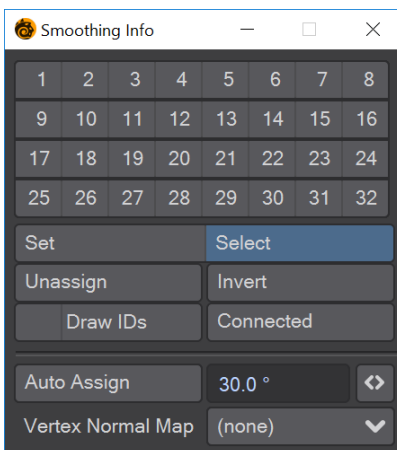 Smoothing Info
1 2 3 4 5 6 7 8
9 10 11 12 13 14 15 16
17 18 19 20 21 22 23 24
25 26 27 28 29 30 31 32
Set Select
Unassign Invert
Draw IDs Connected
Auto Assign 30.0 °
Vertex Normal Map (none)